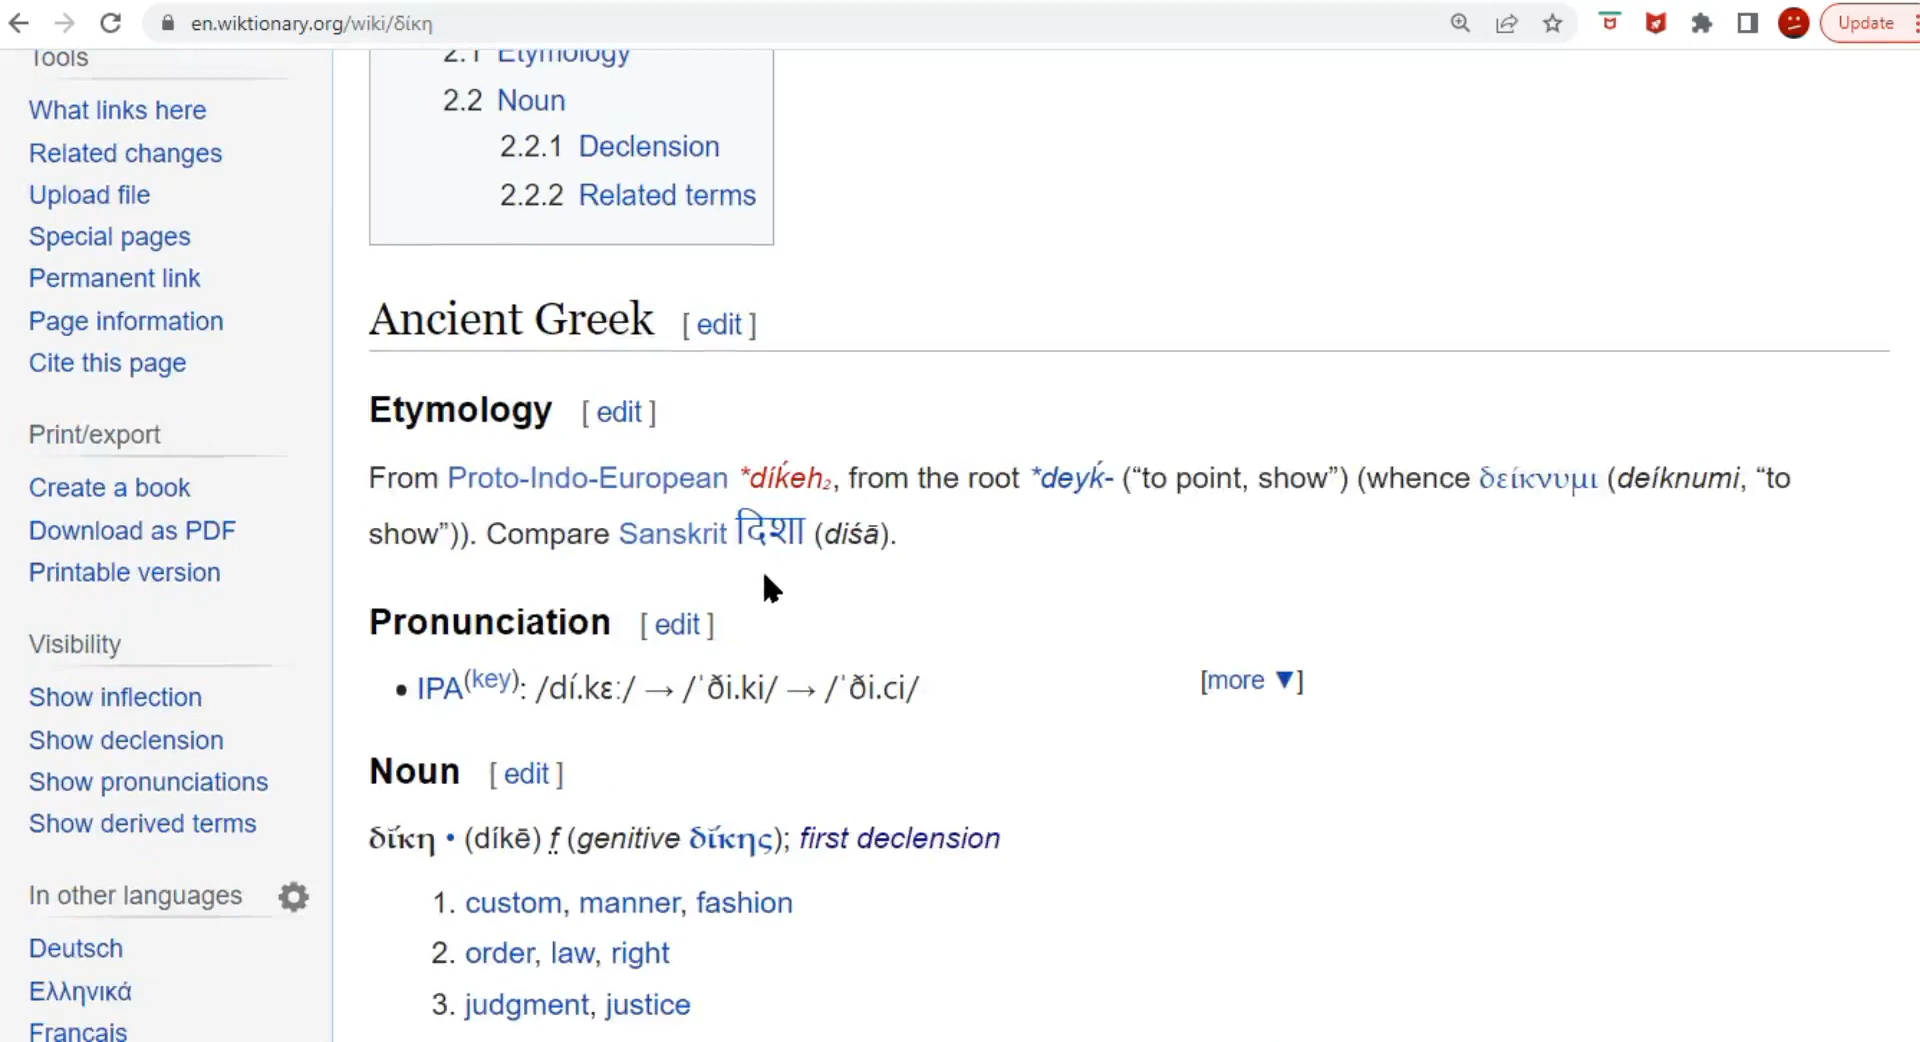 en.wiktionary.org/wiki/δίκη
Update
Tools
What links here
Related changes
Upload file
Special pages
Permanent link
Page information
Cite this page
Print/export
Create a book
Download as PDF
Printable version
Visibility
Show inflection
Show declension
Show pronunciations
Show derived terms
In other languages
Deutsch
Ελληνικά
Français
2.1 Etymology
2.2 Noun
2.2.1 Declension
2.2.2 Related terms
Ancient Greek [ edit ]
Etymology [ edit ]
From Proto-Indo-European *díḱeh₂, from the root *deyḱ- (“to point, show”) (whence δείκνυμι (deíknumi, “to
show”)). Compare Sanskrit दिशा (diśā).
Pronunciation [ edit ]
• IPA(key): /dí.kɛː/ → /ˈði.ki/ → /ˈði.ci/ [more ▼]
Noun [ edit ]
δῐ́κη • (díkē) f (genitive δῐ́κης); first declension
1. custom, manner, fashion
2. order, law, right
3. judgment, justice